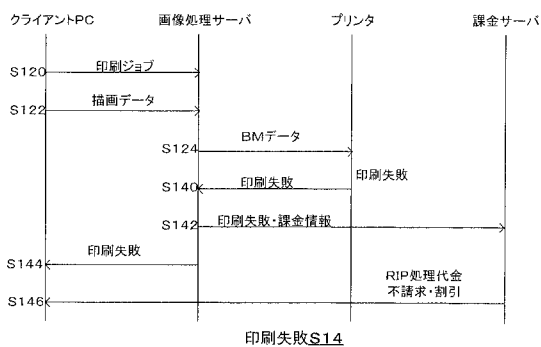 クライアントPC 画像処理サーバ プリンタ 課金サーバ
S120 印刷ジョブ
S122 描画データ
S124 BMデータ
S140 印刷失敗 印刷失敗
S142 印刷失敗・課金情報
S144 印刷失敗
RIP処理代金
S146 不請求・割引
印刷失敗S14